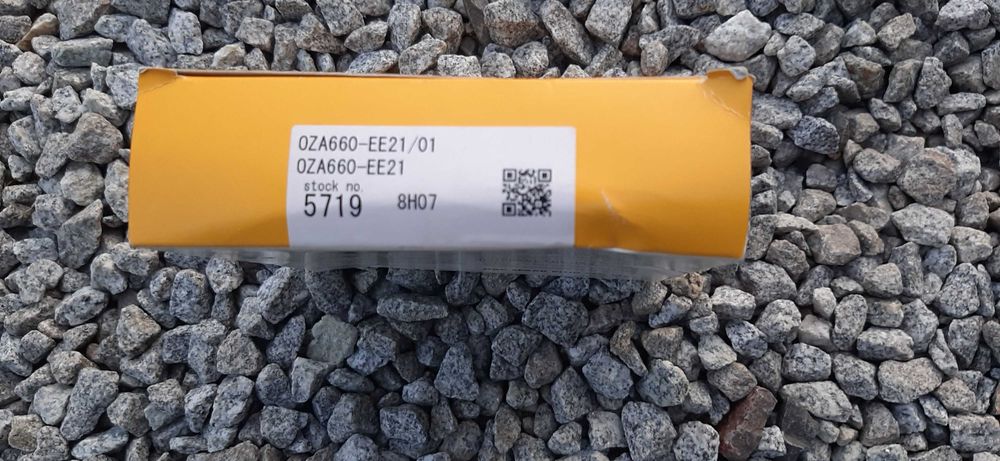 OZA660-EE21/01
OZA660-EE21
stock no.
5719 8H07